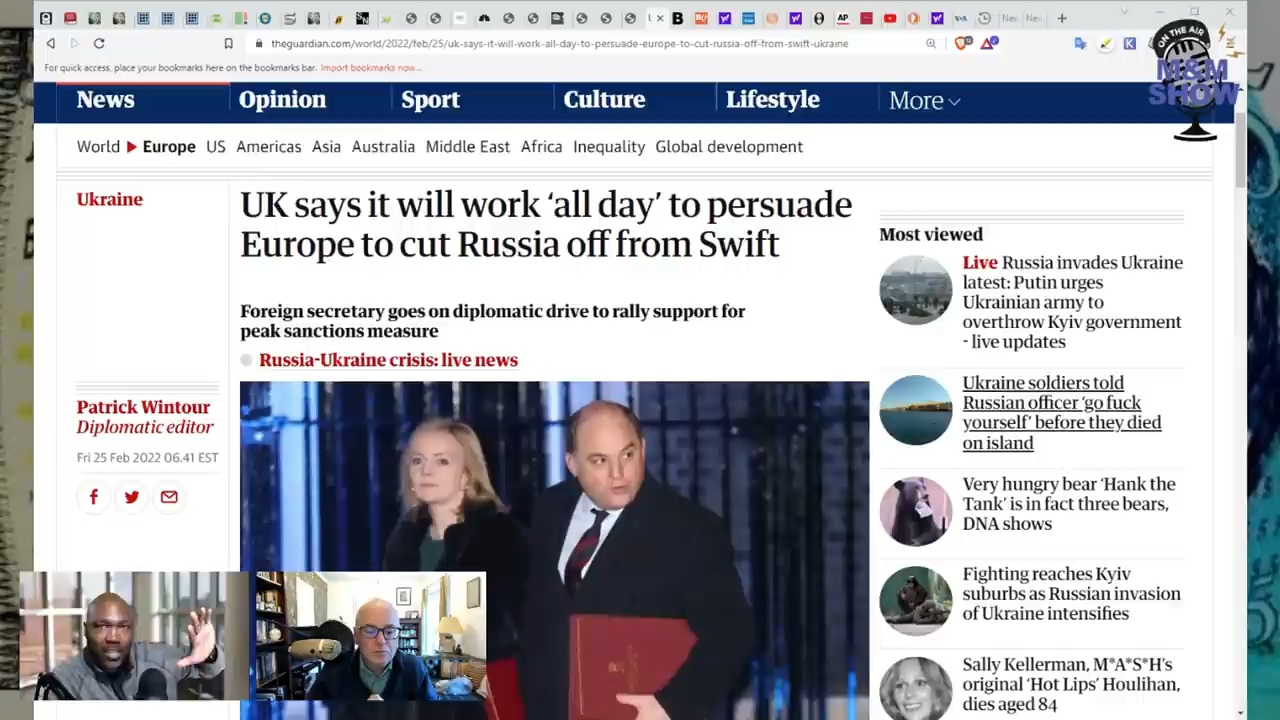 theguardian.com/world/2022/feb/25/uk-says-it-will-work-all-day-to-persuade-europe-to-cut-russia-off-from-swift-ukraine
For quick access, place your bookmarks here on the bookmarks bar. Import bookmarks now...
ON THE AIR
M&M
SHOW
News
Opinion
Sport
Culture
Lifestyle
More
World
Europe
US
Americas
Asia
Australia
Middle East
Africa
Inequality
Global development
Ukraine
UK says it will work ‘all day’ to persuade
Europe to cut Russia off from Swift
Foreign secretary goes on diplomatic drive to rally support for
peak sanctions measure
Russia-Ukraine crisis: live news
Patrick Wintour
Diplomatic editor
Fri 25 Feb 2022 06.41 EST
Most viewed
Live Russia invades Ukraine
latest: Putin urges
Ukrainian army to
overthrow Kyiv government
- live updates
Ukraine soldiers told
Russian officer ‘go fuck
yourself’ before they died
on island
Very hungry bear ‘Hank the
Tank’ is in fact three bears,
DNA shows
Fighting reaches Kyiv
suburbs as Russian invasion
of Ukraine intensifies
Sally Kellerman, M*A*S*H’s
original ‘Hot Lips’ Houlihan,
dies aged 84